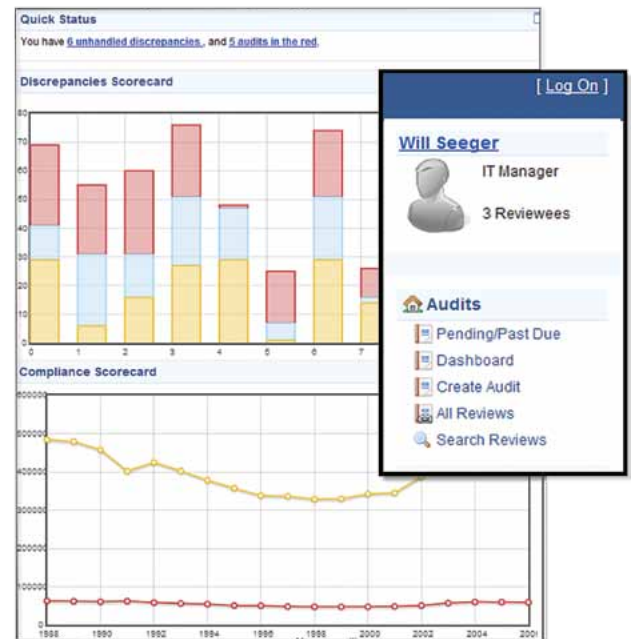 Quick Status
You have 6 unhandled discrepancies , and 5 audits in the red.
Discrepancies Scorecard
80
70
60
50
40
30
20
10
0
0 1 2 3 4 5 6 7
Compliance Scorecard
600000
500000
400000
300000
200000
100000
0
1988 1990 1992 1994 1996 1998 2000 2002 2004
[ Log On ]
Will Seeger
IT Manager
3 Reviewees
Audits
Pending/Past Due
Dashboard
Create Audit
All Reviews
Search Reviews